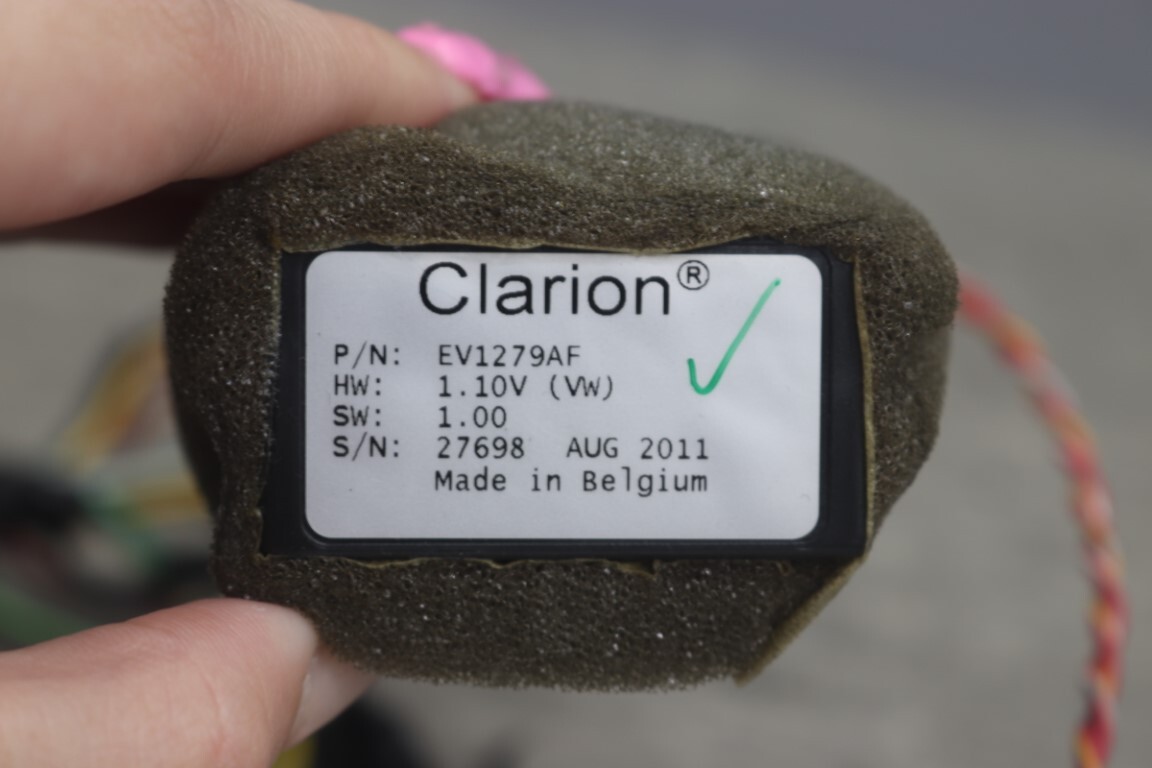 Clarion®
P/N: EV1279AF
HW: 1.10V (VW)
SW: 1.00
S/N: 27698 AUG 2011
Made in Belgium